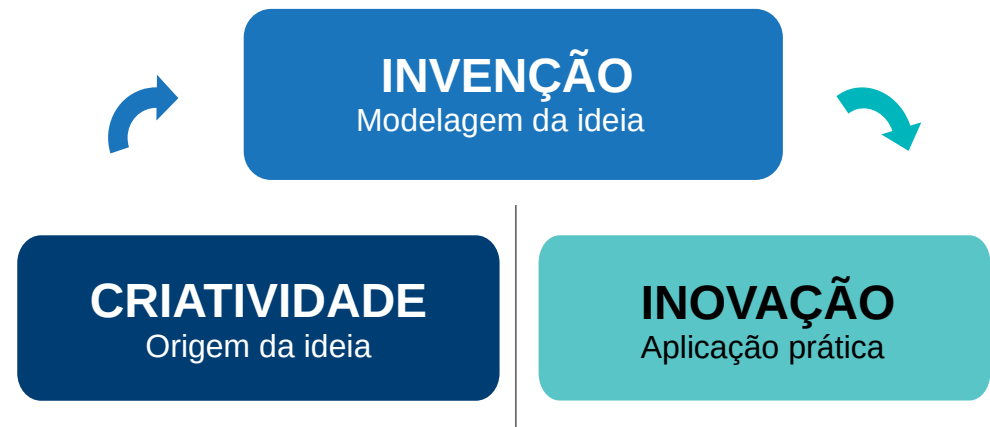 INVENÇÃO
Modelagem da ideia
CRIATIVIDADE
Origem da ideia
INOVAÇÃO
Aplicação prática